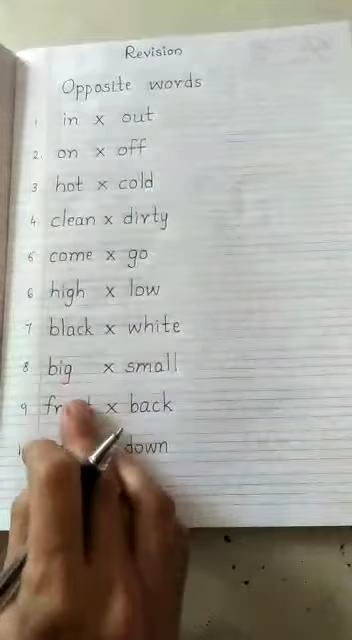 Revision
Opposite words
1 in x out
2. on x off
3 hot x cold
4 clean x dirty
5 come x go
6 high x low
7 black x white
8 big x small
9 x back
down